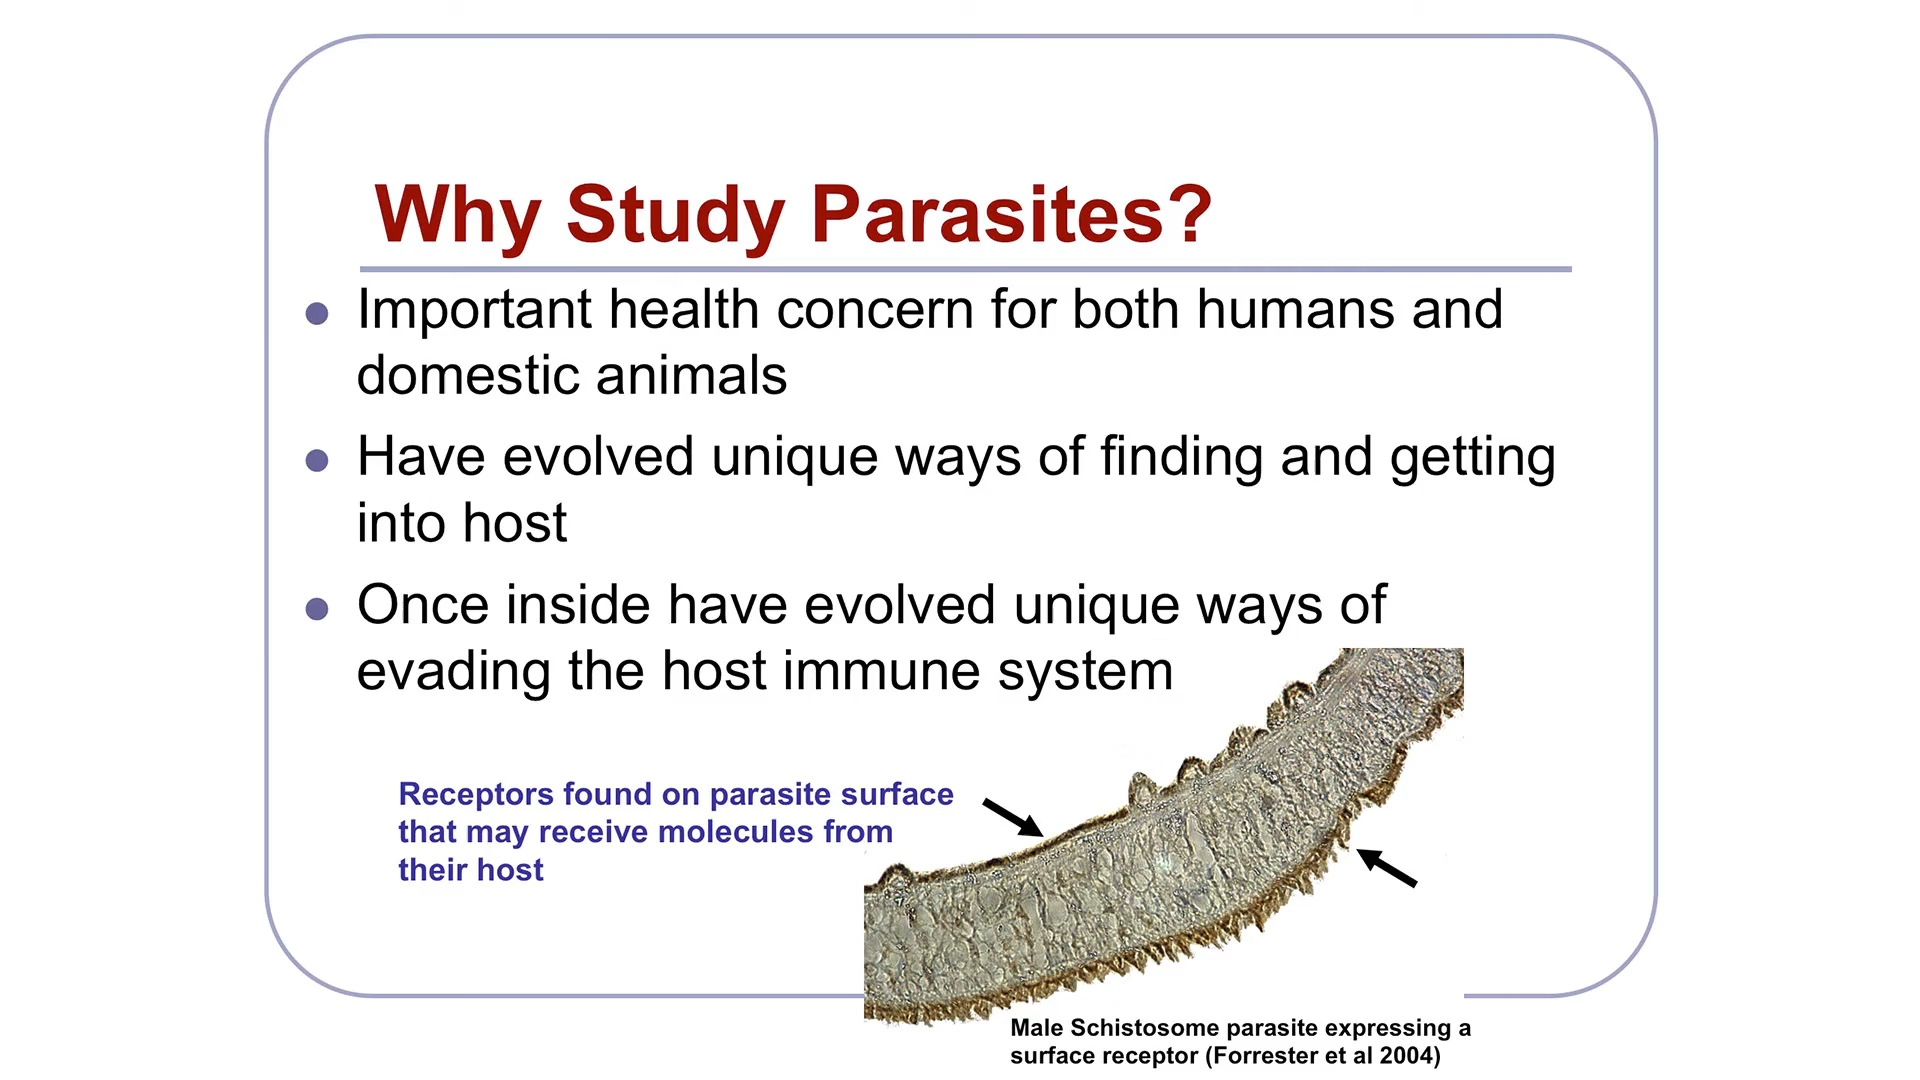 Why Study Parasites?
Important health concern for both humans and
domestic animals
Have evolved unique ways of finding and getting
into host
Once inside have evolved unique ways of
evading the host immune system
Receptors found on parasite surface
that may receive molecules from
their host
Male Schistosome parasite expressing a
surface receptor (Forrester et al 2004)